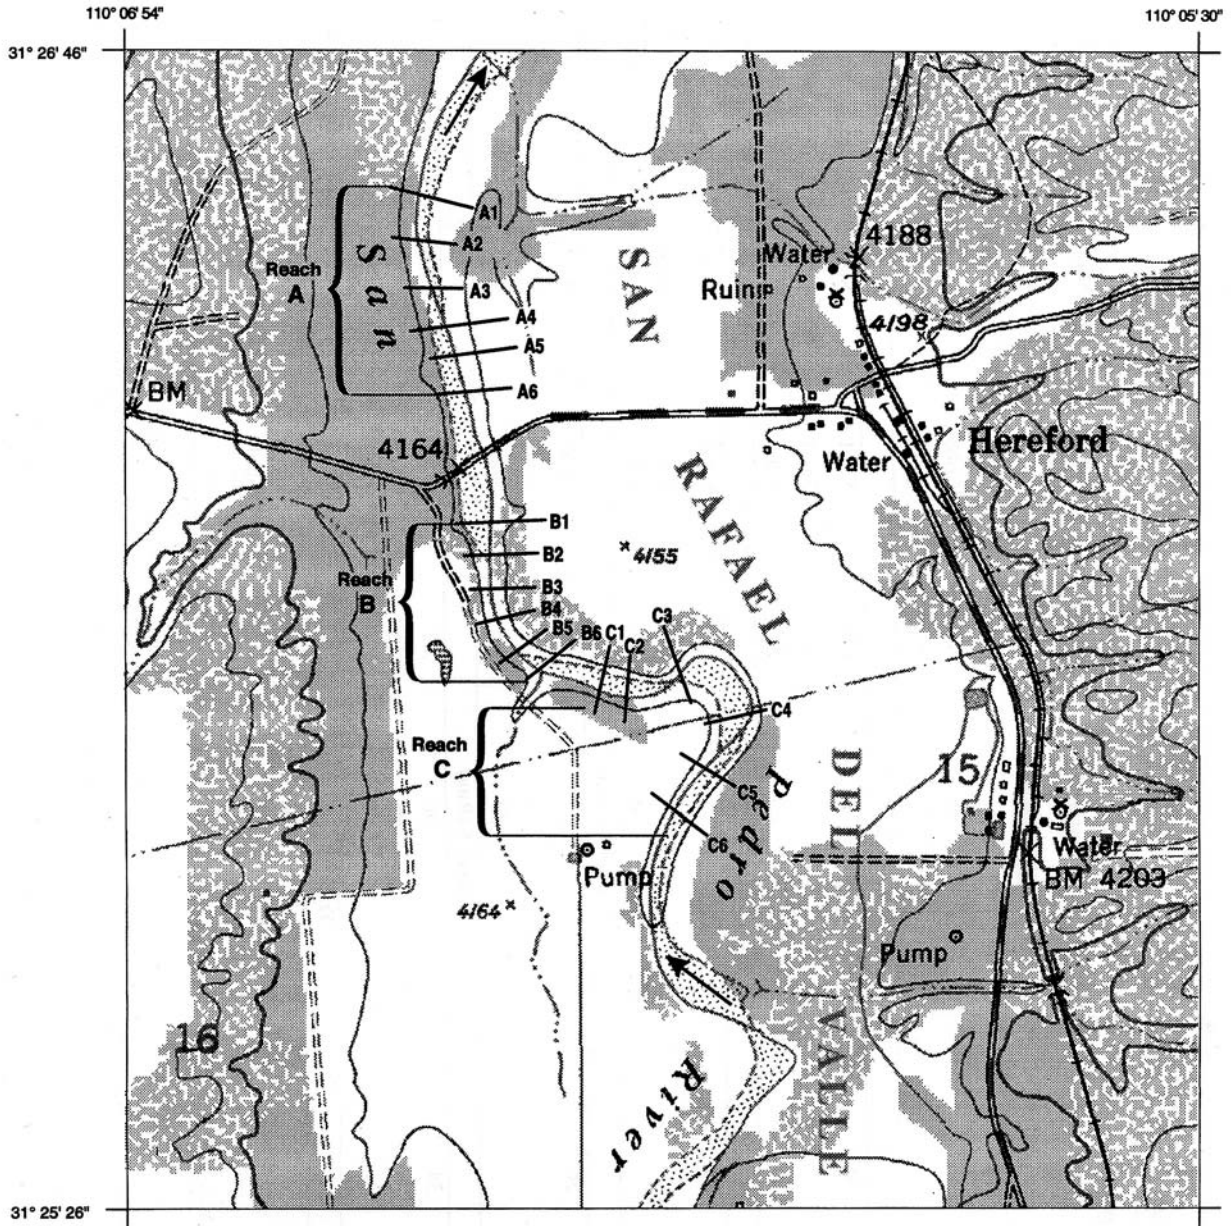 110° 06' 54"
110° 05' 30"
31° 26' 46"
A1
A2
Reach
A
San
A3
A4
A5
A6
SAN
Water
4188
Ruin
4198
BM
4164
Hereford
Water
RAFAEL
B1
B2
4155
Reach
B
B3
B4
B5
B6
C1
C2
C3
C4
Reach
C
C5
C6
Pedro
DEL
15
Water
BM 4203
Pump
4164
Pump
16
River
VALLE
31° 25' 26"